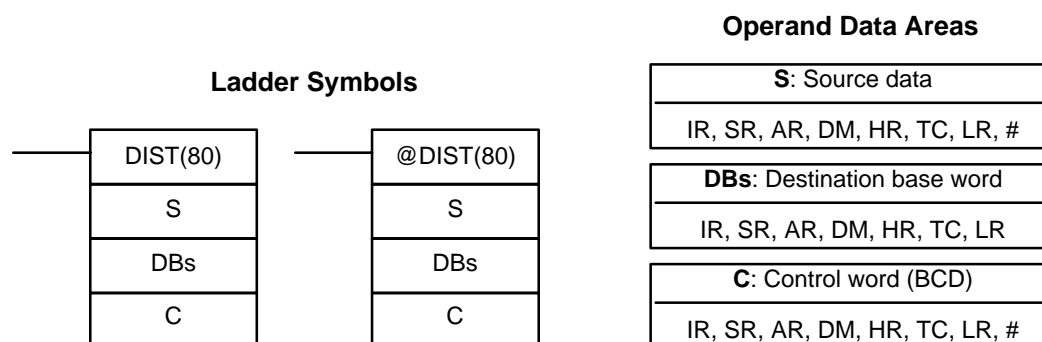 Ladder Symbols
DIST(80)
S
DBs
C
@DIST(80)
S
DBs
C
Operand Data Areas
S: Source data
IR, SR, AR, DM, HR, TC, LR, #
DBs: Destination base word
IR, SR, AR, DM, HR, TC, LR
C: Control word (BCD)
IR, SR, AR, DM, HR, TC, LR, #